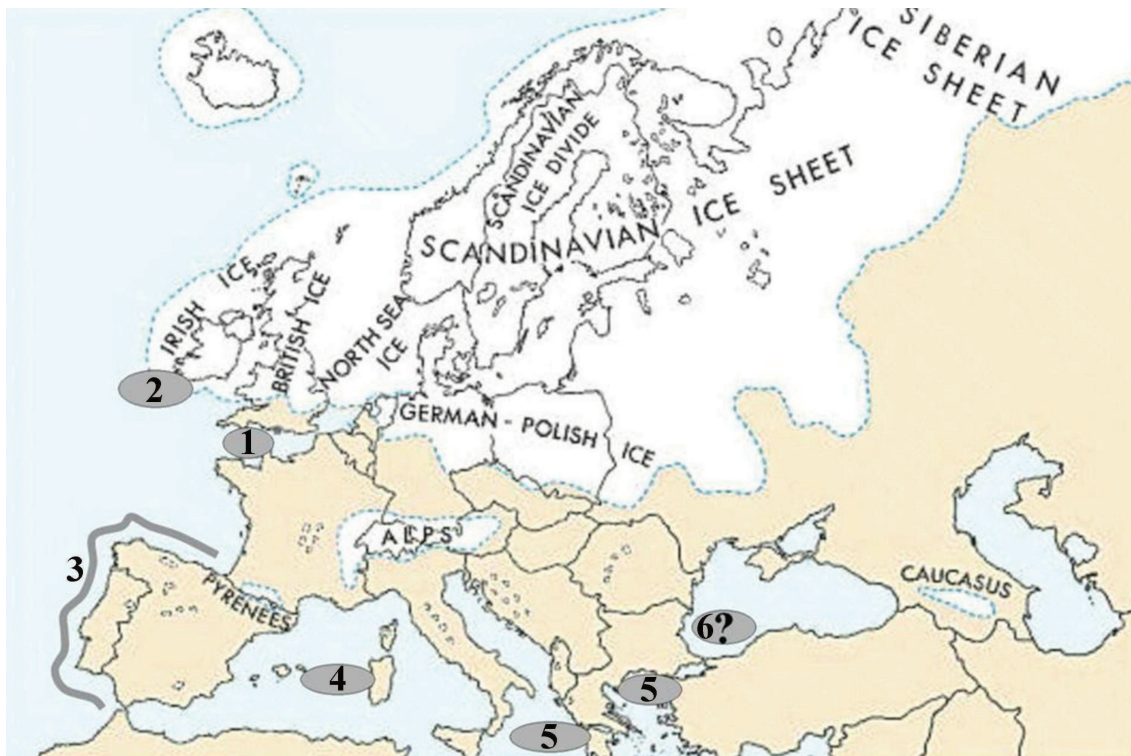 SIBERIAN
ICE SHEET
SCANDINAVIAN
ICE DIVIDE
SCANDINAVIAN ICE SHEET
IRISH ICE
BRITISH ICE
NORTH SEA
ICE
2
GERMAN - POLISH ICE
1
ALPS
3
PYRENEES
CAUCASUS
6?
4
5
5